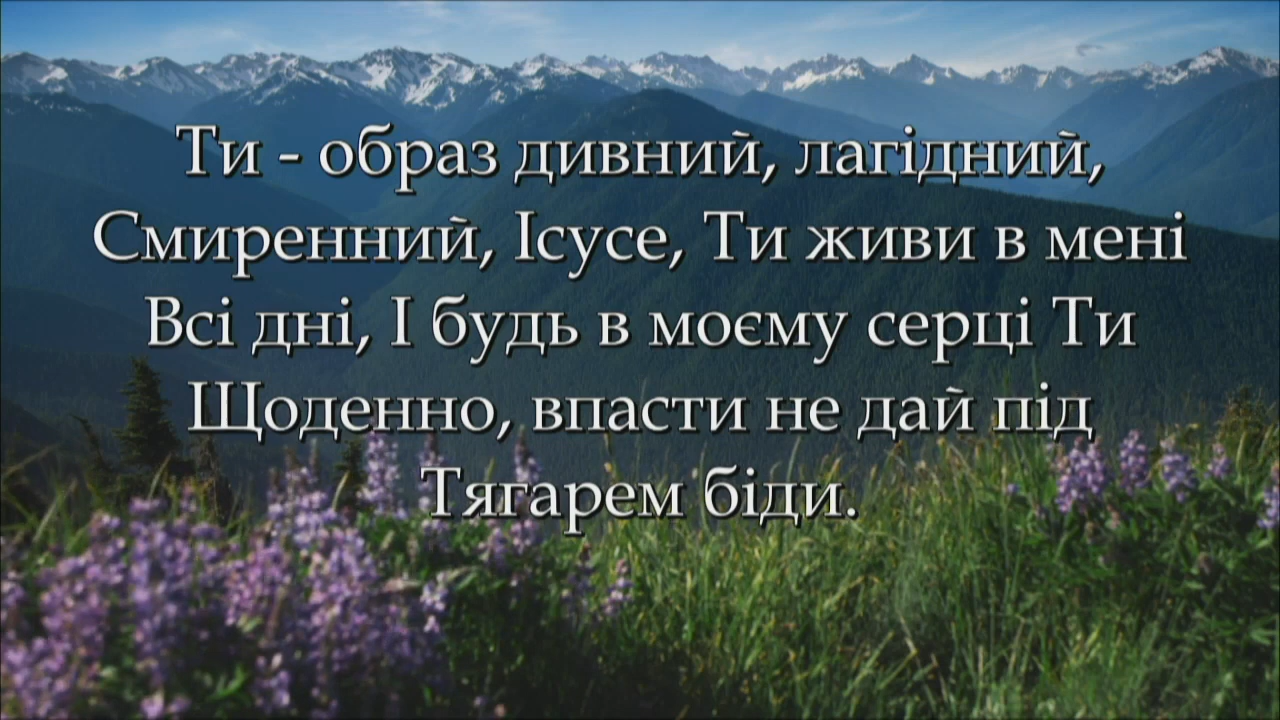 Ти - образ дивний, лагідний,
Смиренний, Ісусе, Ти живи в мені
Всі дні, І будь в моєму серці Ти
Щоденно, впасти не дай під
Тягарем біди.